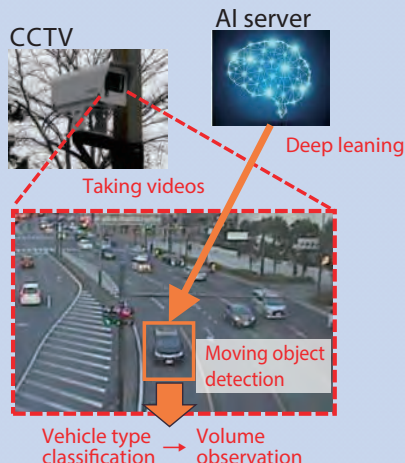 CCTV
AI server
Deep leaning
Taking videos
Moving object
detection
Vehicle type
classification
→
Volume
observation